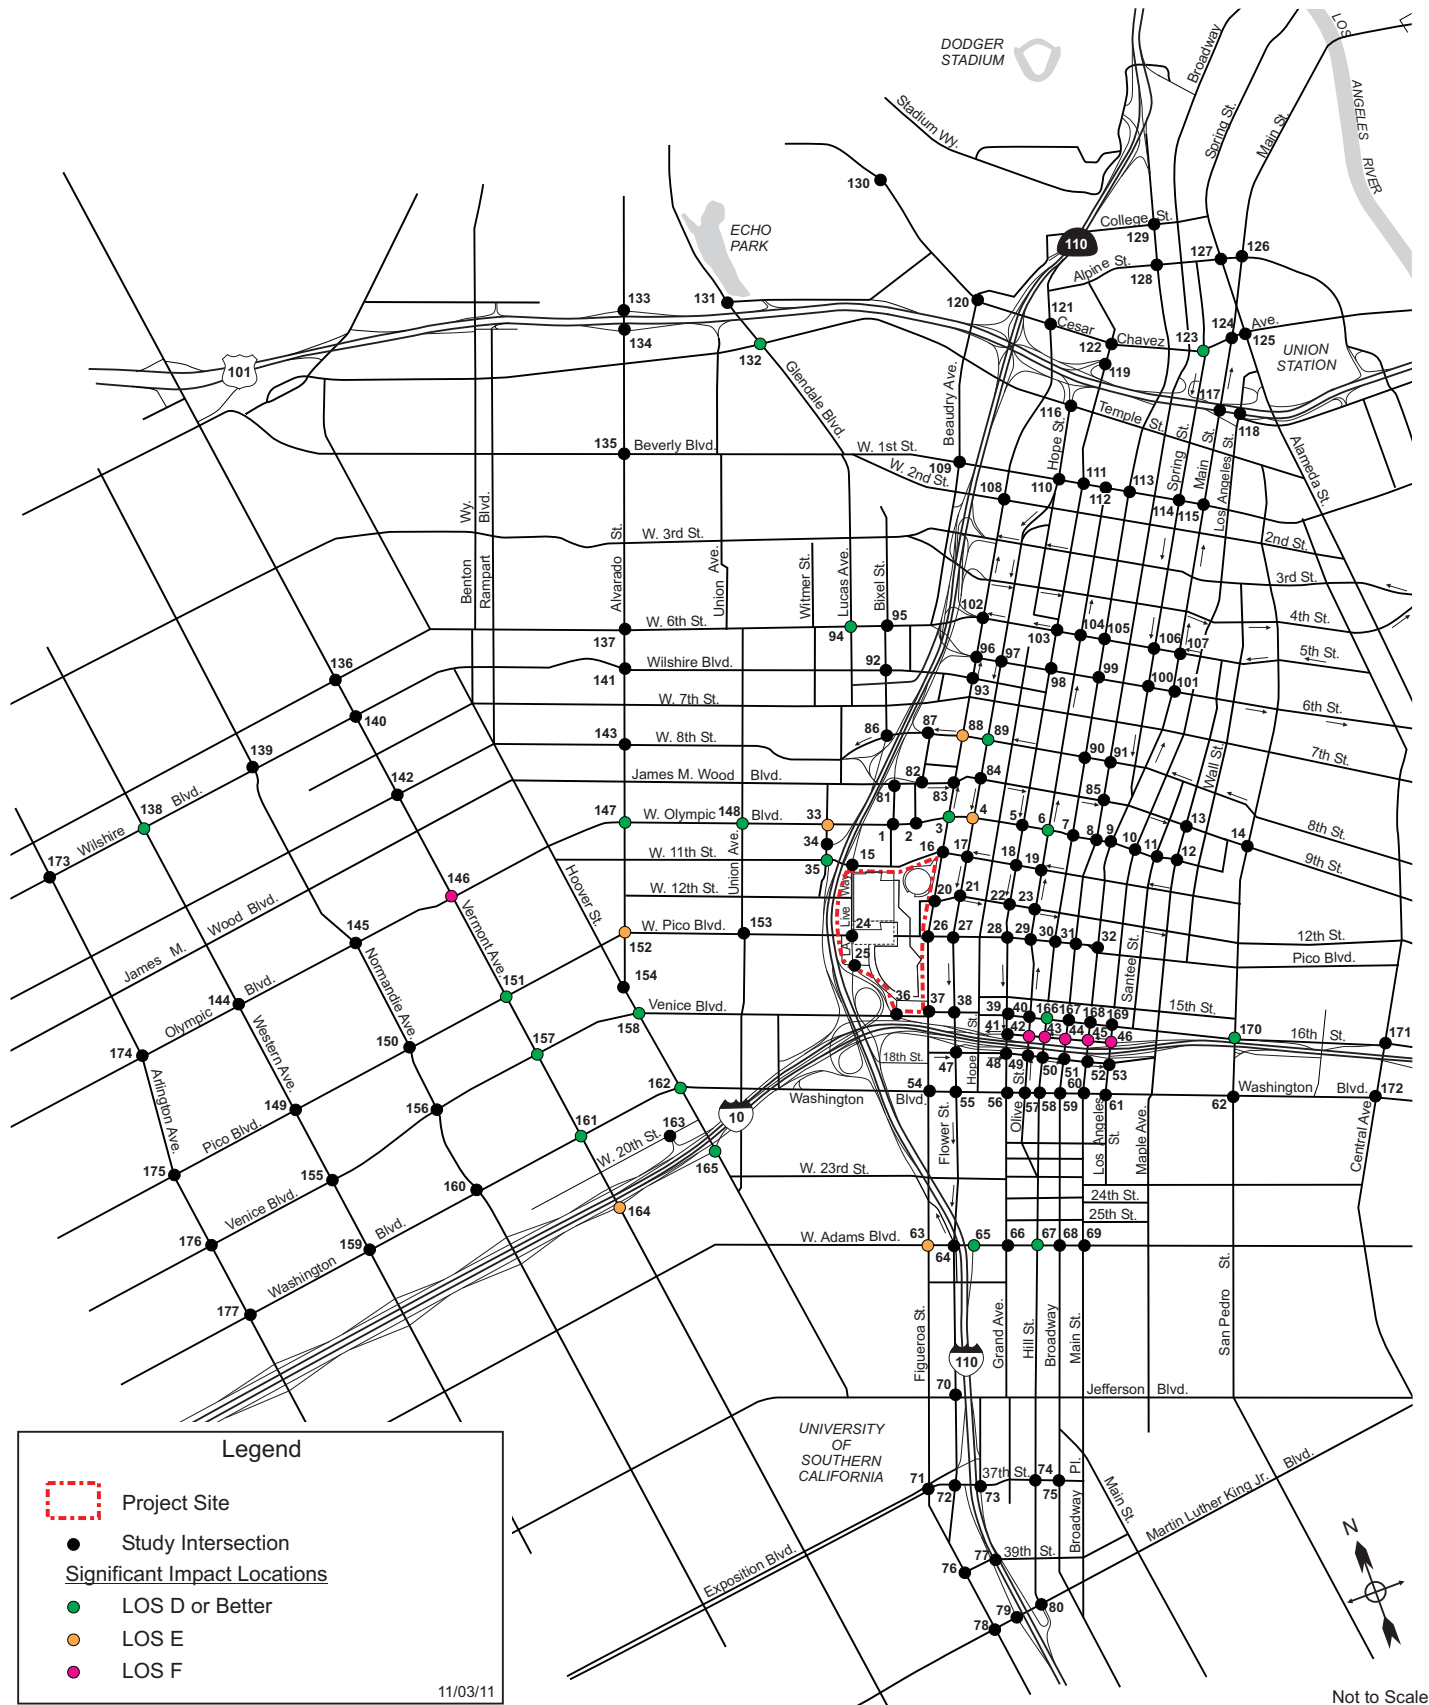 DODGER
STADIUM
Stadium Wy.
Broadway
Spring St.
Main St.
LOS
ANGELES
RIVER
130
ECHO
PARK
College St.
129
110
Alpine St.
128
127
126
133
131
120
121
Cesar
Chavez
Ave.
122
123
124
125
134
132
101
119
UNION
STATION
Glendale Blvd.
Beaudry Ave.
116
Temple St.
117
118
135
Beverly Blvd.
W. 1st St.
W. 2nd St.
109
Hope St.
110
111
112
113
Spring St.
Main St.
Los Angeles St.
Alameda St.
108
114
115
Benton Wy.
Rampart Blvd.
Alvarado St.
W. 3rd St.
Union Ave.
Witmer St.
Lucas Ave.
Bixel St.
2nd St.
3rd St.
4th St.
5th St.
6th St.
7th St.
8th St.
9th St.
102
95
W. 6th St.
94
137
103
104
105
106
107
136
Wilshire Blvd.
141
92
96
97
98
99
100
101
93
W. 7th St.
140
139
143
W. 8th St.
86
87
88
89
90
91
Wall St.
142
James M. Wood Blvd.
82
81
83
84
85
138
Wilshire Blvd.
147
W. Olympic Blvd.
148
33
1
2
3
4
5
6
7
8
9
10
11
12
13
14
34
173
W. 11th St.
35
15
16
17
18
19
146
Hoover St.
W. 12th St.
Union Ave.
LA Live Way
20
21
22
23
James M. Wood Blvd.
145
Vermont Ave.
W. Pico Blvd.
152
153
24
26
27
28
29
30
31
32
12th St.
Pico Blvd.
Santee St.
25
154
151
Normandie Ave.
144
Olympic Blvd.
Western Ave.
Venice Blvd.
158
36
37
38
39
40
166
167
168
169
15th St.
170
16th St.
171
41
42
43
44
45
46
174
150
157
18th St.
47
Hope St.
48
49
50
51
52
53
Arlington Ave.
149
156
162
Washington Blvd.
54
55
56
Olive St.
57
58
59
60
61
Los Angeles St.
Maple Ave.
62
Washington Blvd.
172
Central Ave.
Pico Blvd.
161
W. 20th St.
163
10
Flower St.
175
155
160
165
W. 23rd St.
24th St.
25th St.
164
Venice Blvd.
176
159
Blvd.
Washington
177
W. Adams Blvd.
63
64
65
66
67
68
69
San Pedro St.
Figueroa St.
Grand Ave.
Hill St.
Broadway
Main St.
110
70
Jefferson Blvd.
UNIVERSITY
OF
SOUTHERN
CALIFORNIA
71
72
73
37th St.
74
75
Broadway Pl.
Main St.
Martin Luther King Jr. Blvd.
Exposition Blvd.
76
77
39th St.
78
79
80
N
Legend
Project Site
Study Intersection
Significant Impact Locations
LOS D or Better
LOS E
LOS F
11/03/11
Not to Scale